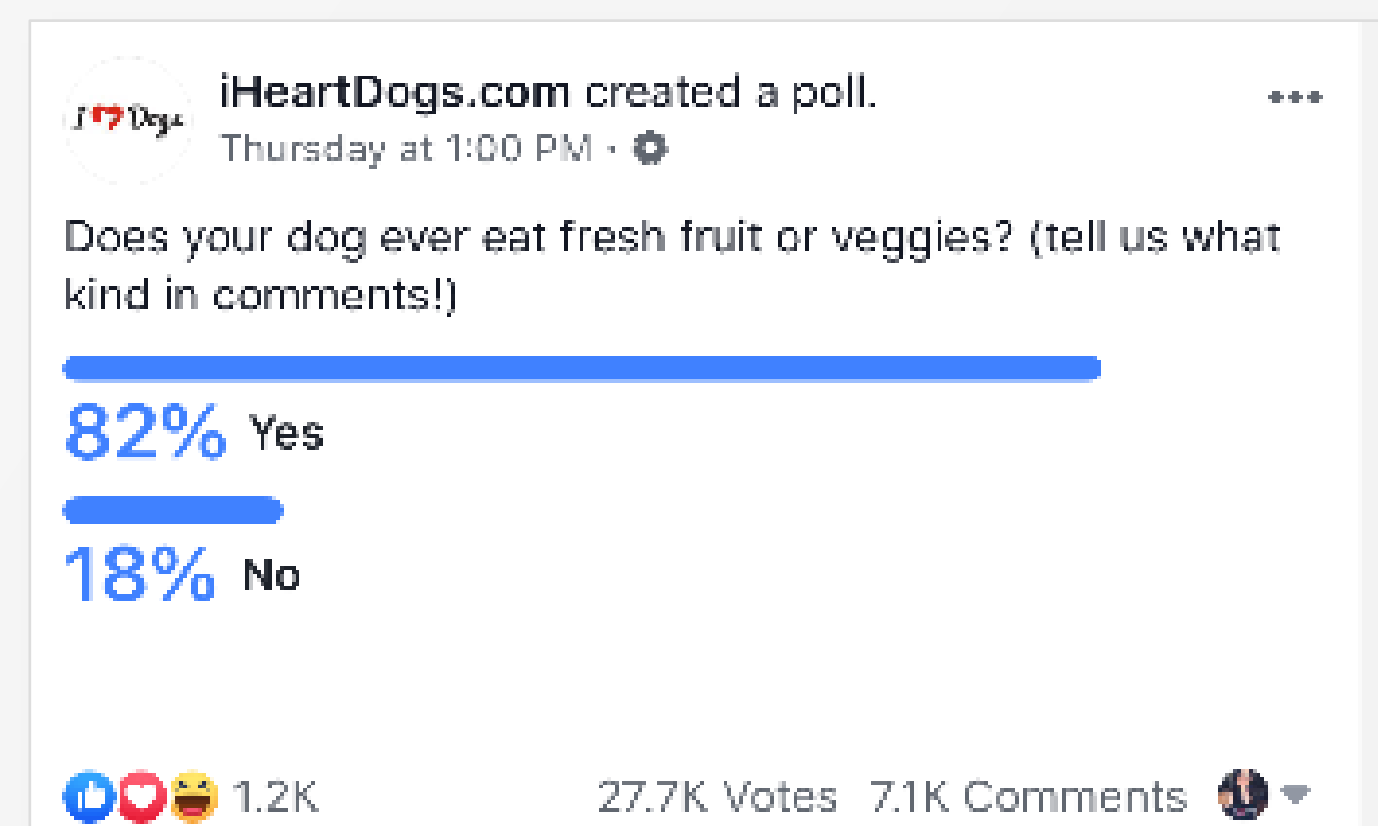 I ❤ Dogs
iHeartDogs.com created a poll.
Thursday at 1:00 PM ·
Does your dog ever eat fresh fruit or veggies? (tell us what
kind in comments!)
82% Yes
18% No
1.2K 27.7K Votes 7.1K Comments